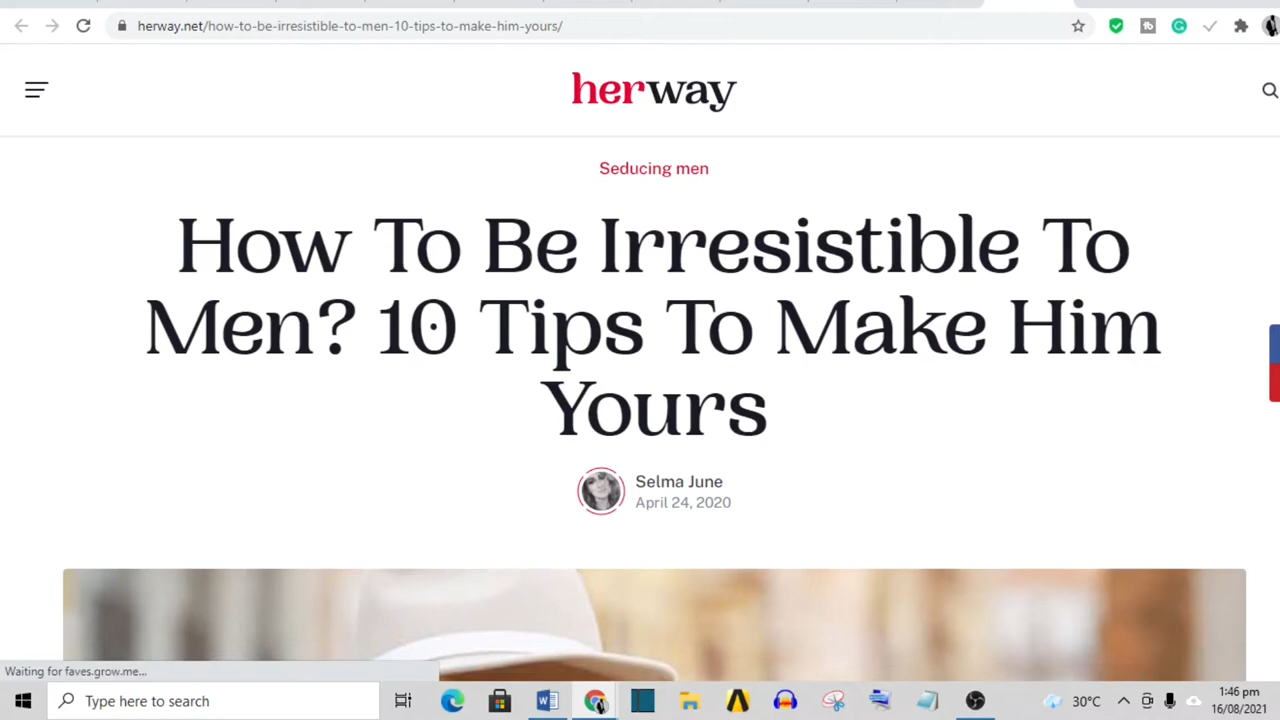 herway.net/how-to-be-irresistible-to-men-10-tips-to-make-him-yours/
herway
Seducing men
How To Be Irresistible To
Men? 10 Tips To Make Him
Yours
Selma June
April 24, 2020
Waiting for faves.grow.me...
Type here to search
30°C
1:46 pm
16/08/2021